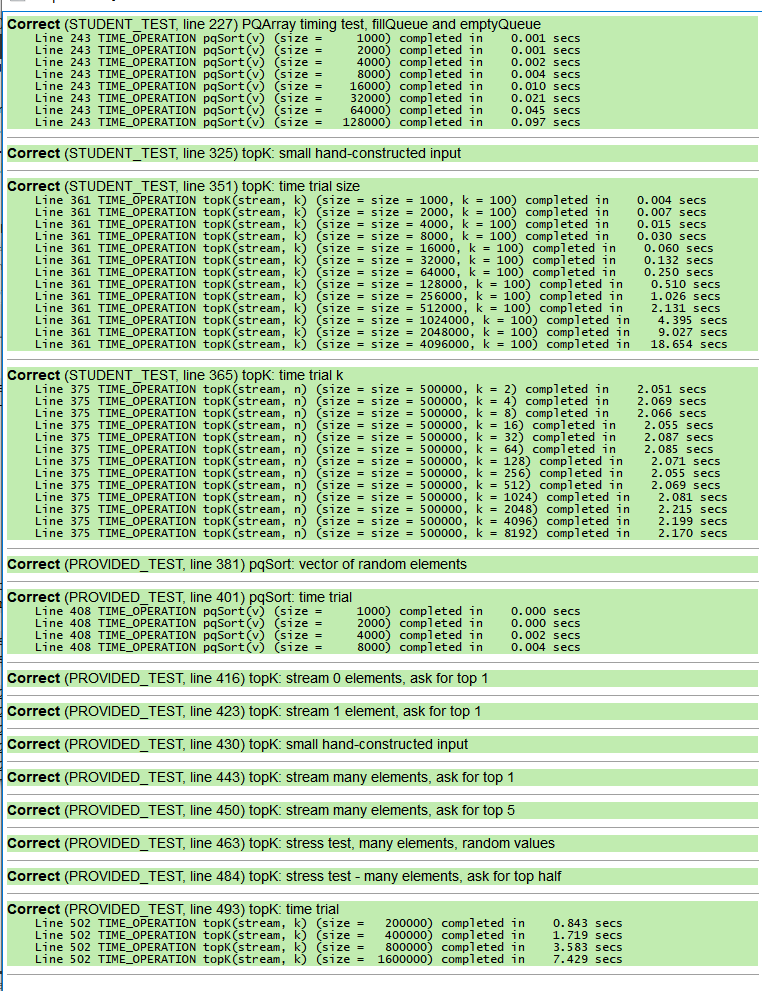 Correct (STUDENT_TEST, line 227) PQArray timing test, fillQueue and emptyQueue
Line 243 TIME_OPERATION pqSort(v) (size =     1000) completed in    0.001 secs
Line 243 TIME_OPERATION pqSort(v) (size =     2000) completed in    0.001 secs
Line 243 TIME_OPERATION pqSort(v) (size =     4000) completed in    0.002 secs
Line 243 TIME_OPERATION pqSort(v) (size =     8000) completed in    0.004 secs
Line 243 TIME_OPERATION pqSort(v) (size =    16000) completed in    0.010 secs
Line 243 TIME_OPERATION pqSort(v) (size =    32000) completed in    0.021 secs
Line 243 TIME_OPERATION pqSort(v) (size =    64000) completed in    0.045 secs
Line 243 TIME_OPERATION pqSort(v) (size =   128000) completed in    0.097 secs
Correct (STUDENT_TEST, line 325) topK: small hand-constructed input
Correct (STUDENT_TEST, line 351) topK: time trial size
Line 361 TIME_OPERATION topK(stream, k) (size = size = 1000, k = 100) completed in    0.004 secs
Line 361 TIME_OPERATION topK(stream, k) (size = size = 2000, k = 100) completed in    0.007 secs
Line 361 TIME_OPERATION topK(stream, k) (size = size = 4000, k = 100) completed in    0.015 secs
Line 361 TIME_OPERATION topK(stream, k) (size = size = 8000, k = 100) completed in    0.030 secs
Line 361 TIME_OPERATION topK(stream, k) (size = size = 16000, k = 100) completed in    0.060 secs
Line 361 TIME_OPERATION topK(stream, k) (size = size = 32000, k = 100) completed in    0.132 secs
Line 361 TIME_OPERATION topK(stream, k) (size = size = 64000, k = 100) completed in    0.250 secs
Line 361 TIME_OPERATION topK(stream, k) (size = size = 128000, k = 100) completed in    0.510 secs
Line 361 TIME_OPERATION topK(stream, k) (size = size = 256000, k = 100) completed in    1.026 secs
Line 361 TIME_OPERATION topK(stream, k) (size = size = 512000, k = 100) completed in    2.131 secs
Line 361 TIME_OPERATION topK(stream, k) (size = size = 1024000, k = 100) completed in    4.395 secs
Line 361 TIME_OPERATION topK(stream, k) (size = size = 2048000, k = 100) completed in    9.027 secs
Line 361 TIME_OPERATION topK(stream, k) (size = size = 4096000, k = 100) completed in   18.654 secs
Correct (STUDENT_TEST, line 365) topK: time trial k
Line 375 TIME_OPERATION topK(stream, n) (size = size = 500000, k = 2) completed in    2.051 secs
Line 375 TIME_OPERATION topK(stream, n) (size = size = 500000, k = 4) completed in    2.069 secs
Line 375 TIME_OPERATION topK(stream, n) (size = size = 500000, k = 8) completed in    2.066 secs
Line 375 TIME_OPERATION topK(stream, n) (size = size = 500000, k = 16) completed in    2.055 secs
Line 375 TIME_OPERATION topK(stream, n) (size = size = 500000, k = 32) completed in    2.087 secs
Line 375 TIME_OPERATION topK(stream, n) (size = size = 500000, k = 64) completed in    2.085 secs
Line 375 TIME_OPERATION topK(stream, n) (size = size = 500000, k = 128) completed in    2.071 secs
Line 375 TIME_OPERATION topK(stream, n) (size = size = 500000, k = 256) completed in    2.055 secs
Line 375 TIME_OPERATION topK(stream, n) (size = size = 500000, k = 512) completed in    2.069 secs
Line 375 TIME_OPERATION topK(stream, n) (size = size = 500000, k = 1024) completed in    2.081 secs
Line 375 TIME_OPERATION topK(stream, n) (size = size = 500000, k = 2048) completed in    2.215 secs
Line 375 TIME_OPERATION topK(stream, n) (size = size = 500000, k = 4096) completed in    2.199 secs
Line 375 TIME_OPERATION topK(stream, n) (size = size = 500000, k = 8192) completed in    2.170 secs
Correct (PROVIDED_TEST, line 381) pqSort: vector of random elements
Correct (PROVIDED_TEST, line 401) pqSort: time trial
Line 408 TIME_OPERATION pqSort(v) (size =     1000) completed in    0.000 secs
Line 408 TIME_OPERATION pqSort(v) (size =     2000) completed in    0.000 secs
Line 408 TIME_OPERATION pqSort(v) (size =     4000) completed in    0.002 secs
Line 408 TIME_OPERATION pqSort(v) (size =     8000) completed in    0.004 secs
Correct (PROVIDED_TEST, line 416) topK: stream 0 elements, ask for top 1
Correct (PROVIDED_TEST, line 423) topK: stream 1 element, ask for top 1
Correct (PROVIDED_TEST, line 430) topK: small hand-constructed input
Correct (PROVIDED_TEST, line 443) topK: stream many elements, ask for top 1
Correct (PROVIDED_TEST, line 450) topK: stream many elements, ask for top 5
Correct (PROVIDED_TEST, line 463) topK: stress test, many elements, random values
Correct (PROVIDED_TEST, line 484) topK: stress test - many elements, ask for top half
Correct (PROVIDED_TEST, line 493) topK: time trial
Line 502 TIME_OPERATION topK(stream, k) (size =   200000) completed in    0.843 secs
Line 502 TIME_OPERATION topK(stream, k) (size =   400000) completed in    1.719 secs
Line 502 TIME_OPERATION topK(stream, k) (size =   800000) completed in    3.583 secs
Line 502 TIME_OPERATION topK(stream, k) (size =  1600000) completed in    7.429 secs